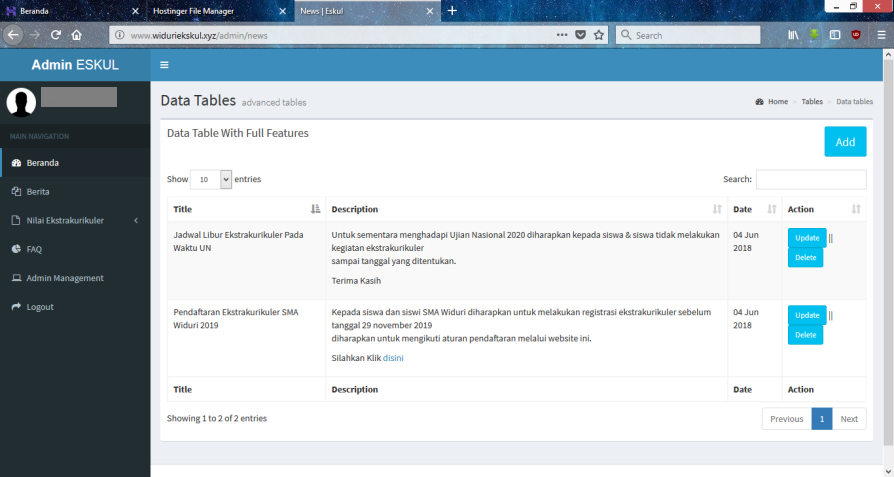 Beranda
Hostinger File Manager
News | Eskul
www.widuriekskul.xyz/admin/news
Search
Admin ESKUL
MAIN NAVIGATION
Beranda
Berita
Nilai Ekstrakurikuler
FAQ
Admin Management
Logout
Data Tables advanced tables
Home > Tables > Data tables
Data Table With Full Features
Add
Show 10 entries
Search:
Title Description Date Action
Jadwal Libur Ekstrakurikuler Pada
Waktu UN
Untuk sementara menghadapi Ujian Nasional 2020 diharapkan kepada siswa & siswa tidak melakukan
kegiatan ekstrakurikuler
sampai tanggal yang ditentukan.
Terima Kasih
04 Jun
2018
Update ||
Delete
Pendaftaran Ekstrakurikuler SMA
Widuri 2019
Kepada siswa dan siswi SMA Widuri diharapkan untuk melakukan registrasi ekstrakurikuler sebelum
tanggal 29 november 2019
diharapkan untuk mengikuti aturan pendaftaran melalui website ini.
Silahkan Klik disini
04 Jun
2018
Update ||
Delete
Title Description Date Action
Showing 1 to 2 of 2 entries
Previous 1 Next